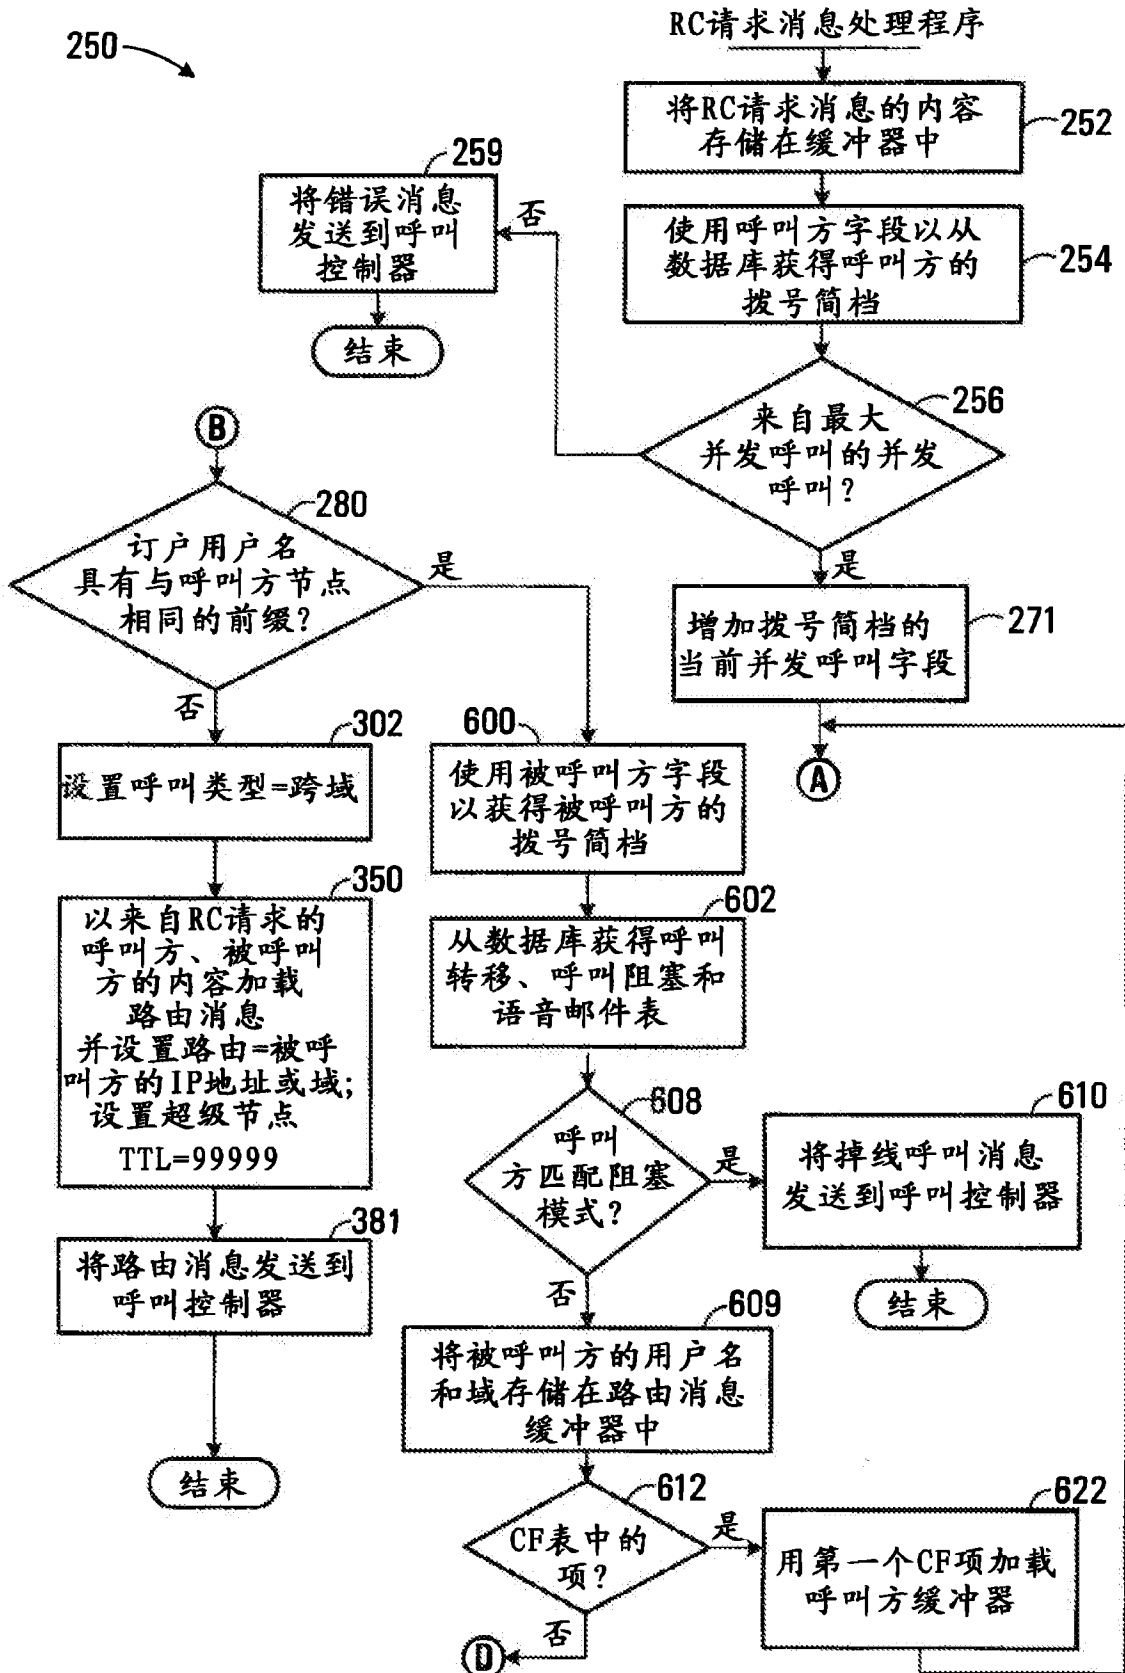 250
RC请求消息处理程序
将RC请求消息的内容
存储在缓冲器中
252
使用呼叫方字段以从
数据库获得呼叫方的
拨号简档
254
来自最大
并发呼叫的并发
呼叫?
256
否
259
将错误消息
发送到呼叫
控制器
结束
是
增加拨号简档的
当前并发呼叫字段
271
A
B
280
订户用户名
具有与呼叫方节点
相同的前缀?
是
否
302
设置呼叫类型=跨域
350
以来自RC请求的
呼叫方、被呼叫
方的内容加载
路由消息
并设置路由=被呼
叫方的IP地址或域;
设置超级节点
TTL=99999
381
将路由消息发送到
呼叫控制器
结束
600
使用被呼叫方字段
以获得被呼叫方的
拨号简档
602
从数据库获得呼叫
转移、呼叫阻塞和
语音邮件表
608
呼叫
方匹配阻塞
模式?
是
610
将掉线呼叫消息
发送到呼叫控制器
结束
否
609
将被呼叫方的用户名
和域存储在路由消息
缓冲器中
612
CF表中的
项?
是
622
用第一个CF项加载
呼叫方缓冲器
否
D